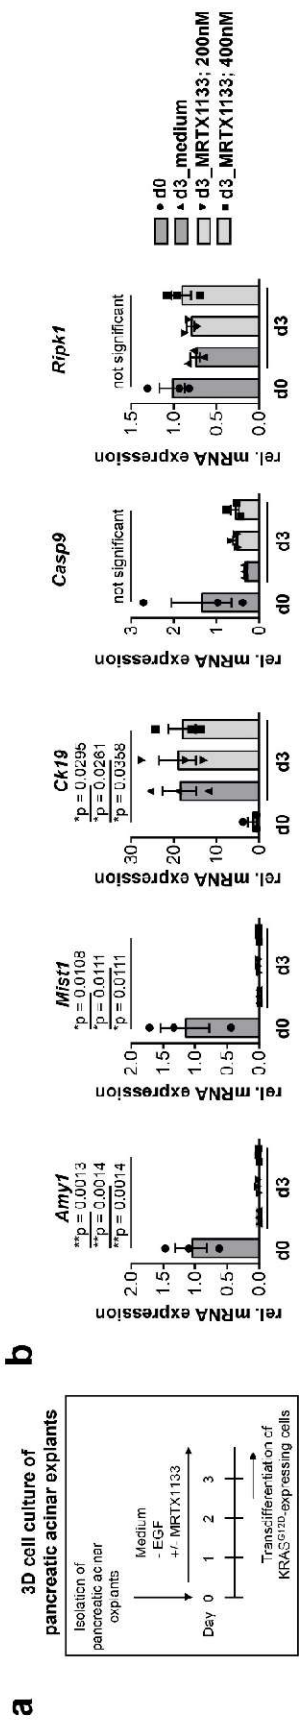 a
3D cell culture of
pancreatic acinar explants
Isolation of
pancreatic acinar
explants
Medium
- EGF
+/- MRTX1133
Day 0 1 2 3
Transdifferentiation of
KRASG12D-expressing cells
b
Amy1
**p = 0.0013
**p = 0.0014
**p = 0.0014
rel. mRNA expression
2.0
1.5
1.0
0.5
0.0
d0
d3
Mist1
*p = 0.0108
*p = 0.0111
*p = 0.0111
rel. mRNA expression
2.0
1.5
1.0
0.5
0.0
d0
d3
Ck19
*p = 0.0295
*p = 0.0261
*p = 0.0358
rel. mRNA expression
30
20
10
0
d0
d3
Casp9
not significant
rel. mRNA expression
3
2
1
0
d0
d3
Ripk1
not significant
rel. mRNA expression
1.5
1.0
0.5
0.0
d0
d3
d0
d3_medium
d3_MRTX1133; 200nM
d3_MRTX1133; 400nM